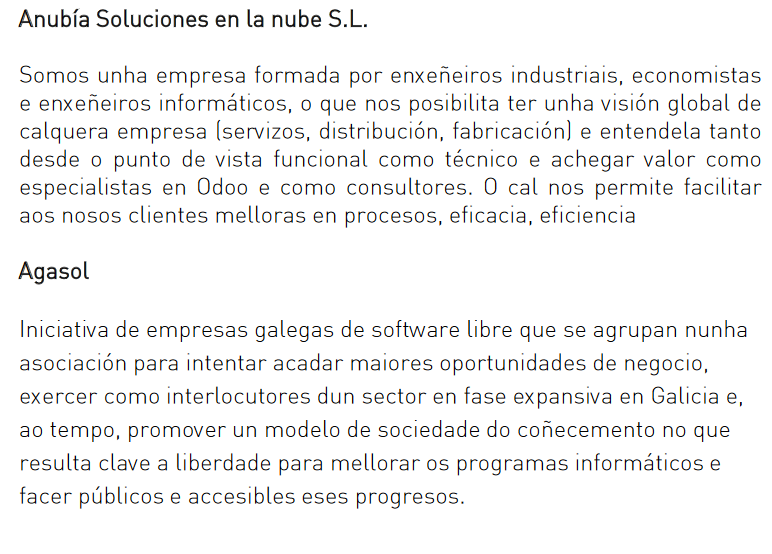 Anubía Soluciones en la nube S.L.
Somos unha empresa formada por enxeñeiros industriais, economistas
e enxeñeiros informáticos, o que nos posibilita ter unha visión global de
calquera empresa (servizos, distribución, fabricación) e entendela tanto
desde o punto de vista funcional como técnico e achegar valor como
especialistas en Odoo e como consultores. O cal nos permite facilitar
aos nosos clientes melloras en procesos, eficacia, eficiencia
Agasol
Iniciativa de empresas galegas de software libre que se agrupan nunha
asociación para intentar acadar maiores oportunidades de negocio,
exercer como interlocutores dun sector en fase expansiva en Galicia e,
ao tempo, promover un modelo de sociedade do coñecemento no que
resulta clave a liberdade para mellorar os programas informáticos e
facer públicos e accesibles eses progresos.